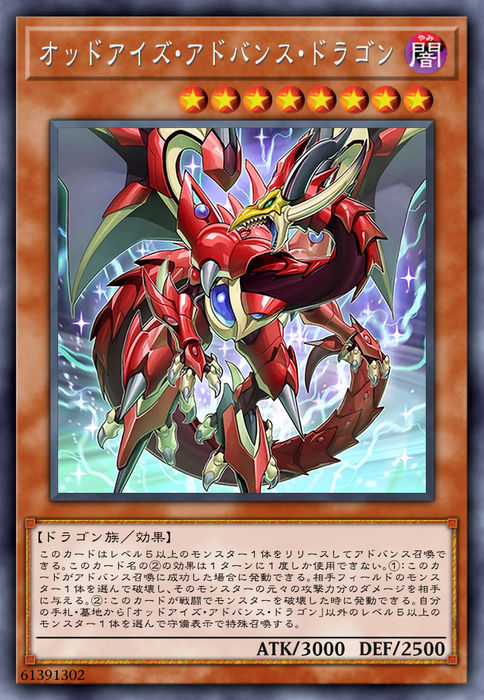 オッドアイズ・アドバンス・ドラゴン
やみ
闇
【ドラゴン族／効果】
このカードはレベル５以上のモンスター１体をリリースしてアドバンス召喚で
きる。このカード名の②の効果は１ターンに１度しか使用できない。①：このカ
ードがアドバンス召喚に成功した場合に発動できる。相手フィールドのモンス
ター１体を選んで破壊し、そのモンスターの元々の攻撃力分のダメージを相手
に与える。②：このカードが戦闘でモンスターを破壊した時に発動できる。自分
の手札・墓地から「オッドアイズ・アドバンス・ドラゴン」以外のレベル５以上のモ
ンスター１体を選んで守備表示で特殊召喚する。
ATK/3000 DEF/2500
61391302